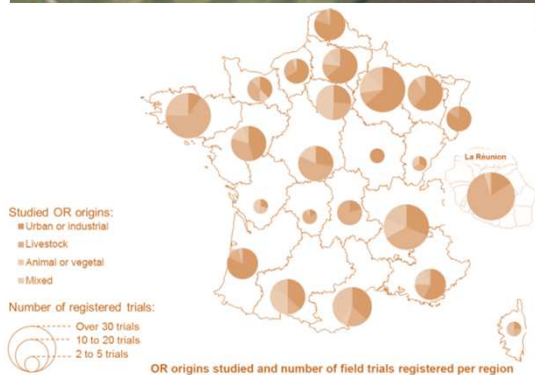 La Réunion
Studied OR origins:
Urban or industrial
Livestock
Animal or vegetal
Mixed
Number of registered trials:
Over 30 trials
10 to 20 trials
2 to 5 trials
OR origins studied and number of field trials registered per region